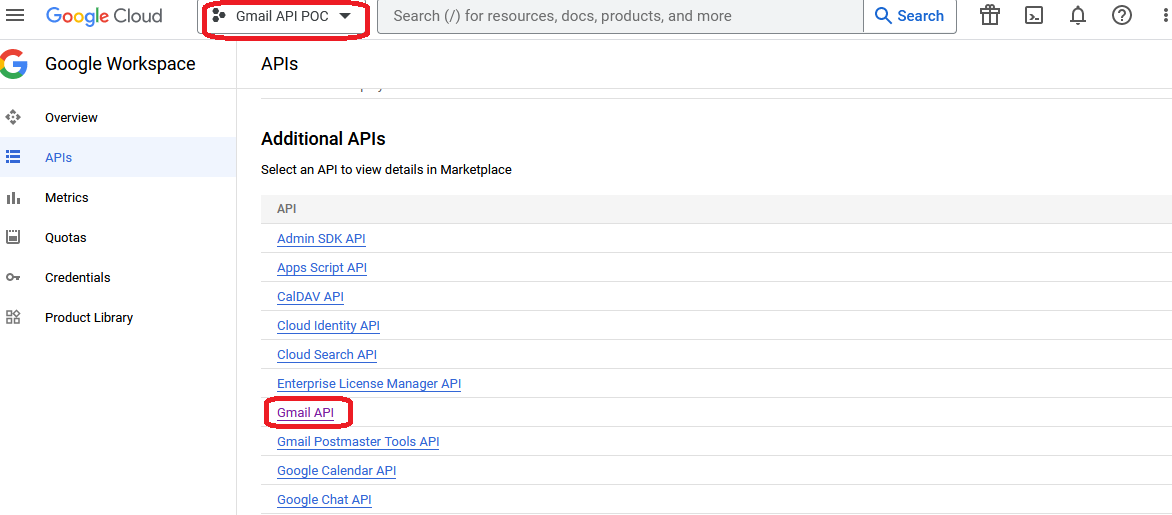 Google Cloud
Gmail API POC
Search (/) for resources, docs, products, and more
Search
Google Workspace
APIs
Overview
APIs
Metrics
Quotas
Credentials
Product Library
Additional APIs
Select an API to view details in Marketplace
API
Admin SDK API
Apps Script API
CalDAV API
Cloud Identity API
Cloud Search API
Enterprise License Manager API
Gmail API
Gmail Postmaster Tools API
Google Calendar API
Google Chat API